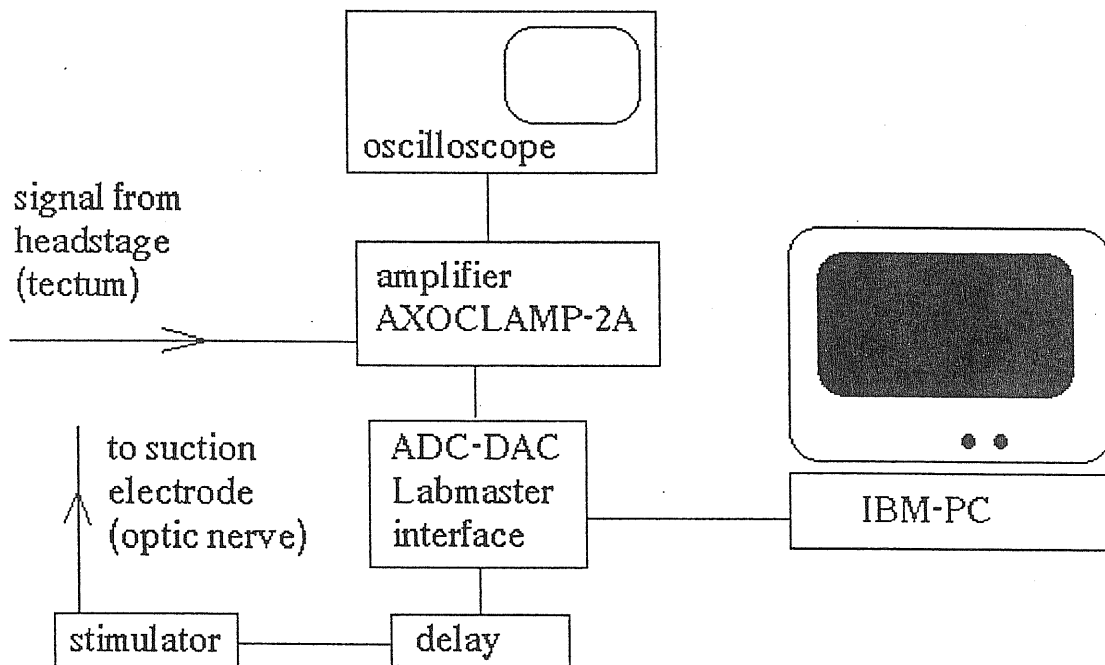 oscilloscope
signal from
headstage
(tectum)
amplifier
AXOCLAMP-2A
to suction
electrode
(optic nerve)
ADC-DAC
Labmaster
interface
IBM-PC
stimulator
delay